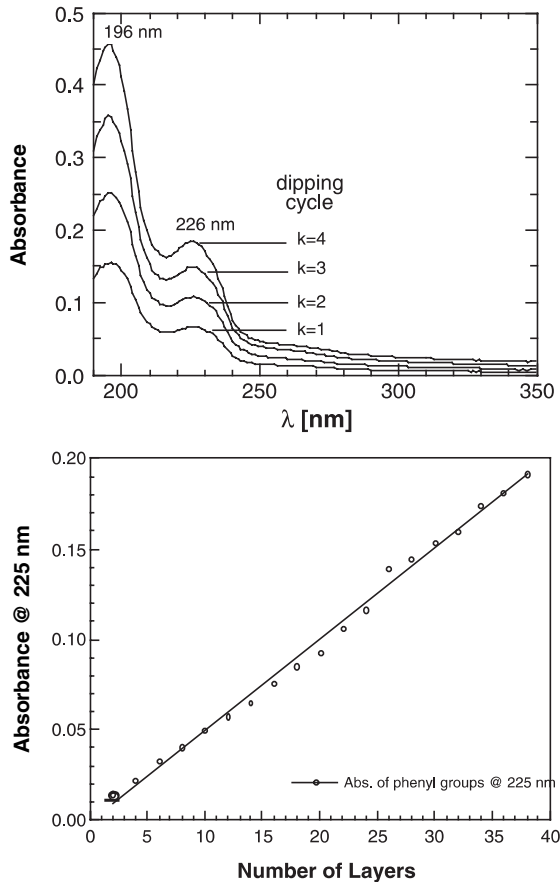 196 nm
0.5
0.4
0.3
0.2
0.1
0.0
Absorbance
226 nm
dipping
cycle
k=4
k=3
k=2
k=1
200
250
300
350
λ [nm]
0.20
0.15
0.10
0.05
0.00
Absorbance @ 225 nm
Abs. of phenyl groups @ 225 nm
0
5
10
15
20
25
30
35
40
Number of Layers